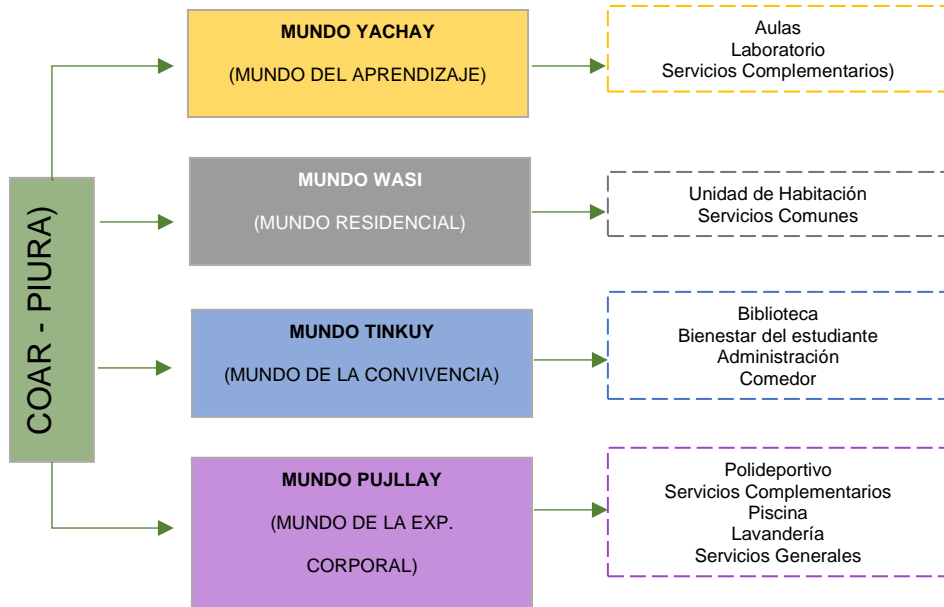 COAR - PIURA)
MUNDO YACHAY
(MUNDO DEL APRENDIZAJE)
Aulas
Laboratorio
Servicios Complementarios)
MUNDO WASI
(MUNDO RESIDENCIAL)
Unidad de Habitación
Servicios Comunes
MUNDO TINKUY
(MUNDO DE LA CONVIVENCIA)
Biblioteca
Bienestar del estudiante
Administración
Comedor
MUNDO PUJLLAY
(MUNDO DE LA EXP.
CORPORAL)
Polideportivo
Servicios Complementarios
Piscina
Lavandería
Servicios Generales